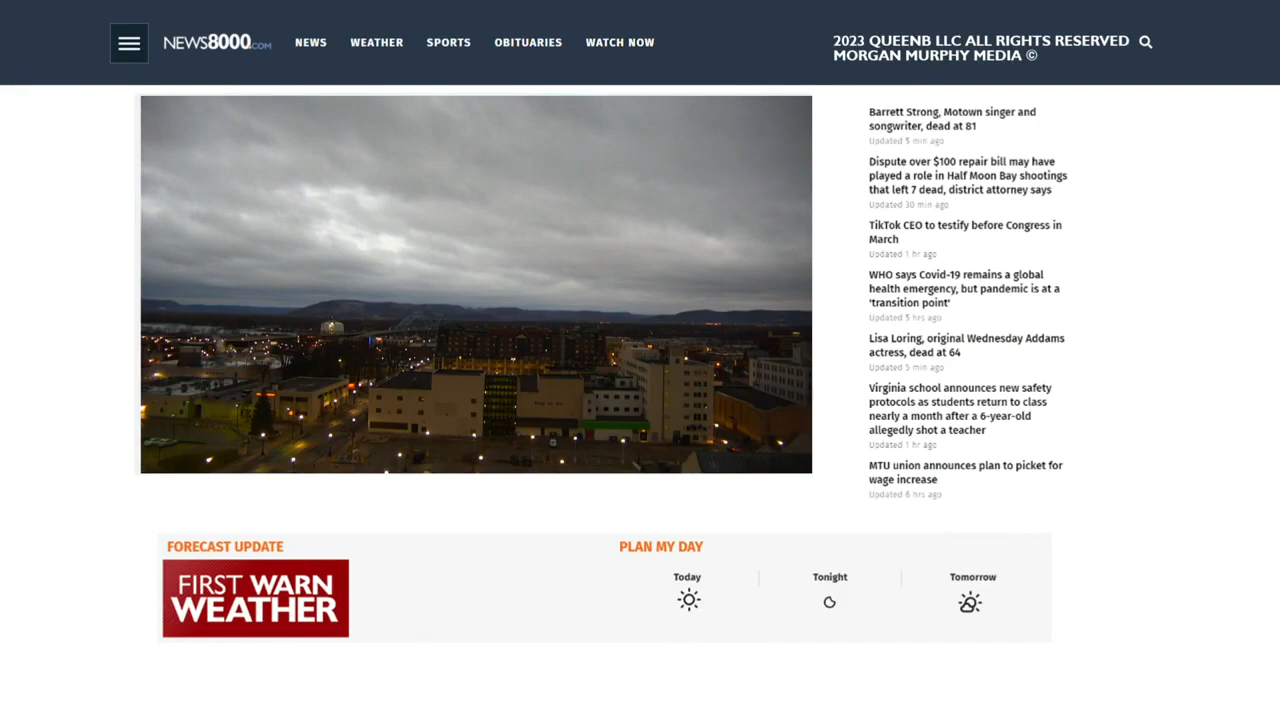 NEWS8000.COM
NEWS
WEATHER
SPORTS
OBITUARIES
WATCH NOW
2023 QUEENB LLC ALL RIGHTS RESERVED
MORGAN MURPHY MEDIA ©
Barrett Strong, Motown singer and
songwriter, dead at 81
Updated 5 min ago
Dispute over $100 repair bill may have
played a role in Half Moon Bay shootings
that left 7 dead, district attorney says
Updated 30 min ago
TikTok CEO to testify before Congress in
March
Updated 1 hr ago
WHO says Covid-19 remains a global
health emergency, but pandemic is at a
'transition point'
Updated 5 hrs ago
Lisa Loring, original Wednesday Addams
actress, dead at 64
Updated 5 min ago
Virginia school announces new safety
protocols as students return to class
nearly a month after a 6-year-old
allegedly shot a teacher
Updated 1 hr ago
MTU union announces plan to picket for
wage increase
Updated 6 hrs ago
FORECAST UPDATE
FIRST WARN
WEATHER
PLAN MY DAY
Today
Tonight
Tomorrow